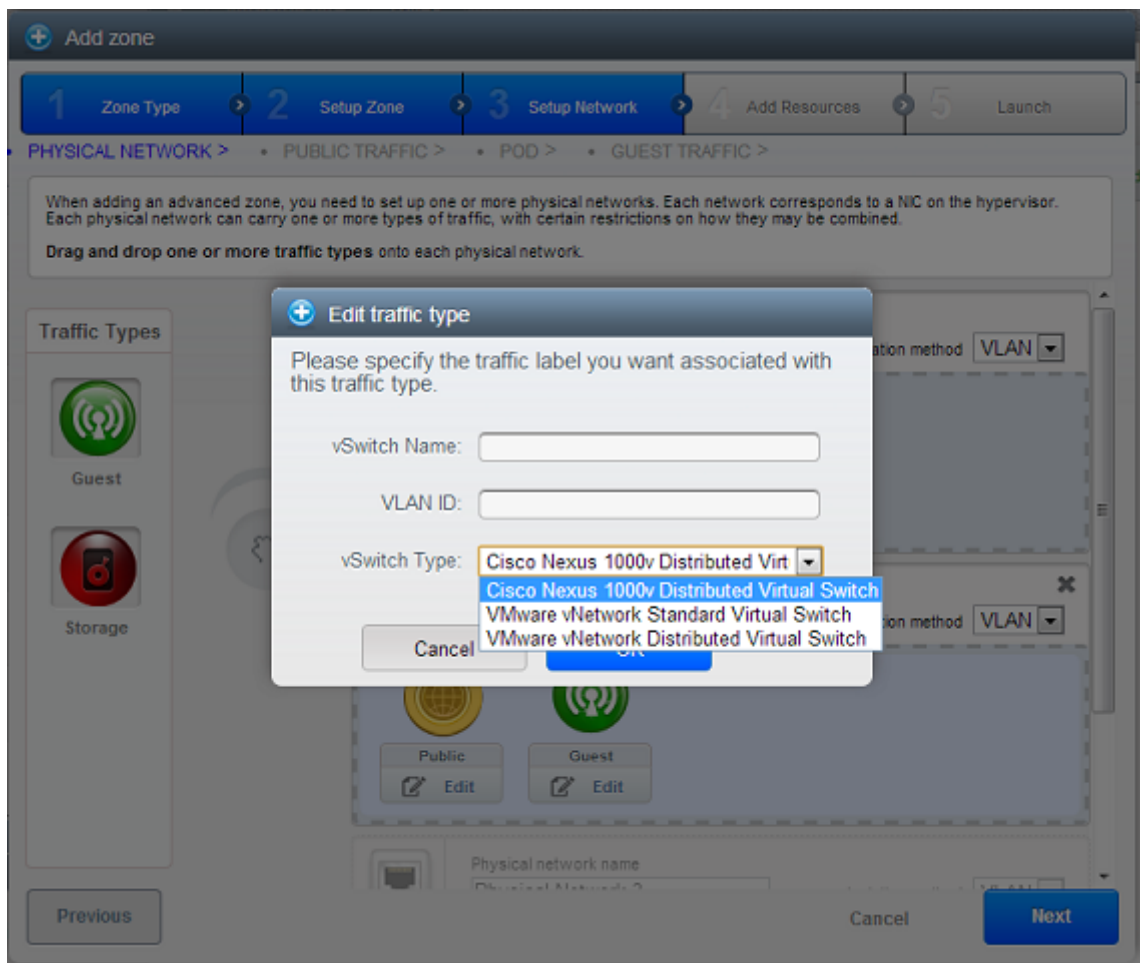 Add zone
1 Zone Type 2 Setup Zone 3 Setup Network 4 Add Resources 5 Launch
• PHYSICAL NETWORK > • PUBLIC TRAFFIC > • POD > • GUEST TRAFFIC >
When adding an advanced zone, you need to set up one or more physical networks. Each network corresponds to a NIC on the hypervisor.
Each physical network can carry one or more types of traffic, with certain restrictions on how they may be combined.
Drag and drop one or more traffic types onto each physical network.
Traffic Types
Guest
Storage
Edit traffic type
Please specify the traffic label you want associated with
this traffic type.
vSwitch Name:
VLAN ID:
vSwitch Type: Cisco Nexus 1000v Distributed Virt
Cisco Nexus 1000v Distributed Virtual Switch
VMware vNetwork Standard Virtual Switch
VMware vNetwork Distributed Virtual Switch
Cancel
method VLAN
method VLAN
Public
Edit
Guest
Edit
Physical network name
Previous
Cancel
Next